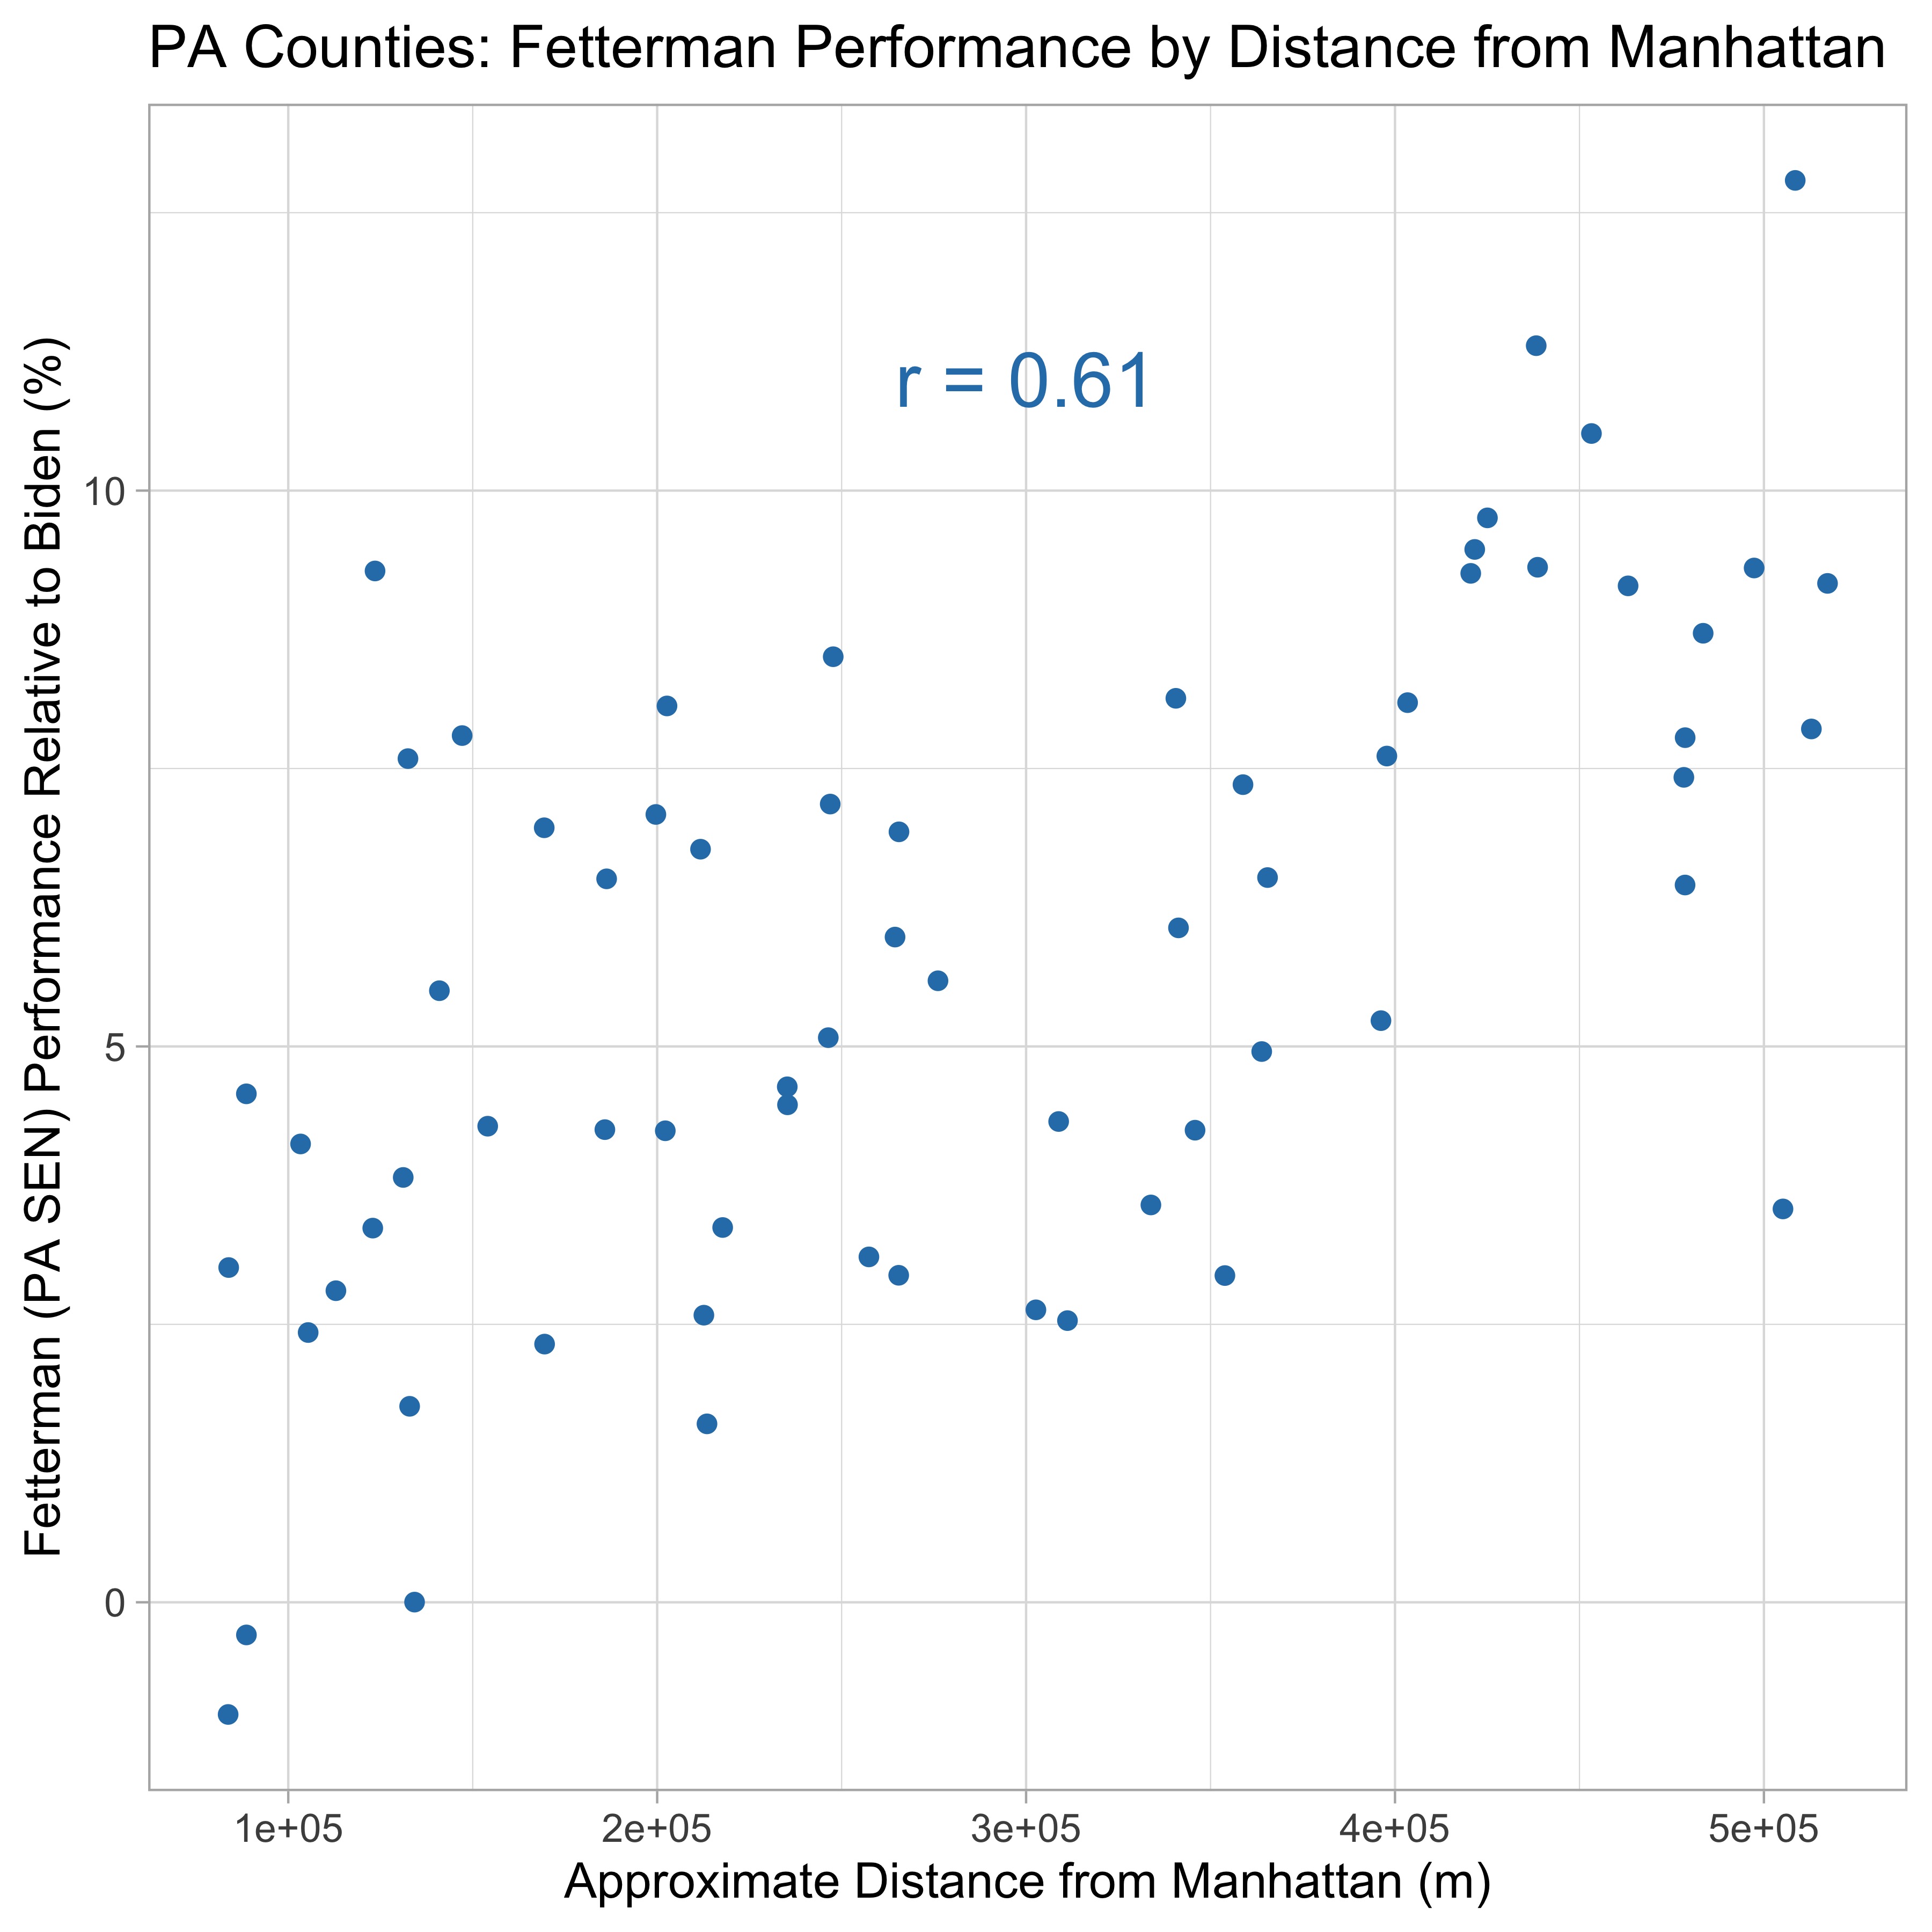 PA Counties: Fetterman Performance by Distance from Manhattan
Fetterman (PA SEN) Performance Relative to Biden (%)
r = 0.61
10
5
0
1e+05 2e+05 3e+05 4e+05 5e+05
Approximate Distance from Manhattan (m)